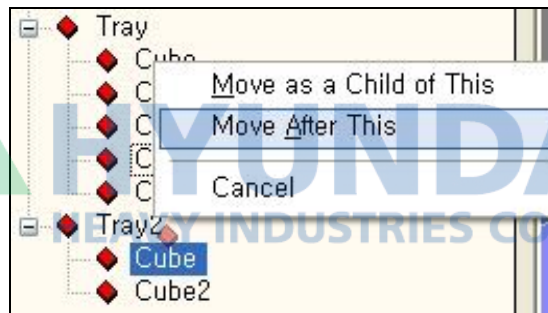 Tray
Cube
C
Move as a Child of This
C
Move After This
C
C
Cancel
Tray2
HYUNDA
HEAVY INDUSTRIES CO
Cube
Cube2